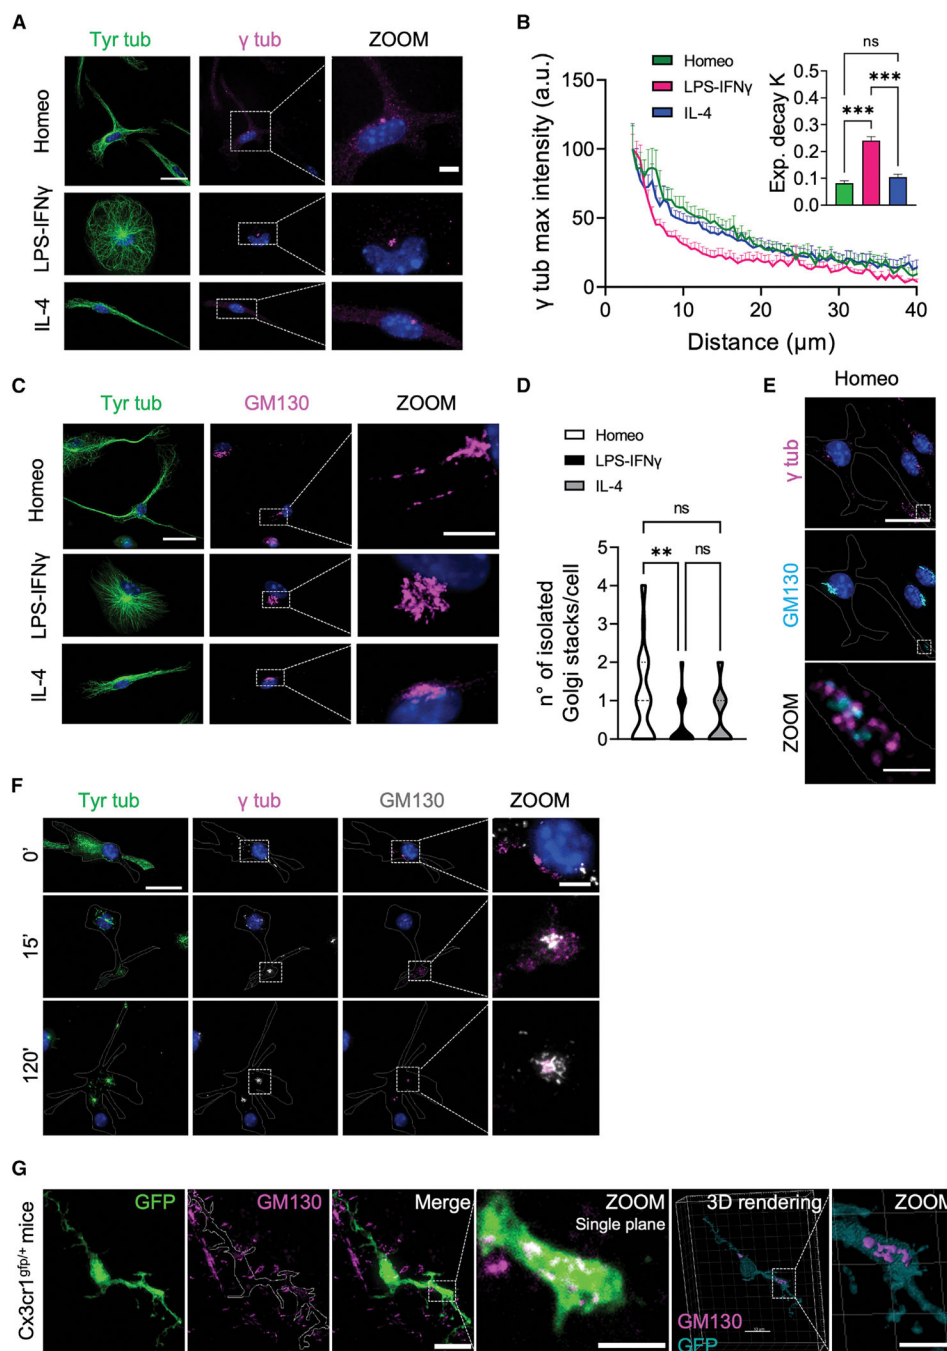 A
Tyr tub
γ tub
ZOOM
Homeo
LPS-IFNγ
IL-4
B
γ tub max intensity (a.u.)
150
100
50
0
0
10
20
30
40
Distance (μm)
Homeo
LPS-IFNγ
IL-4
Exp. decay K
0.5
0.4
0.3
0.2
0.1
0.0
ns
***
***
C
Tyr tub
GM130
ZOOM
Homeo
LPS-IFNγ
IL-4
D
Homeo
LPS-IFNγ
IL-4
n° of isolated
Golgi stacks/cell
5
4
3
2
1
0
ns
**
ns
E
Homeo
γ tub
GM130
ZOOM
F
Tyr tub
γ tub
GM130
ZOOM
0'
15'
120'
G
Cx3cr1gfp/+ mice
GFP
GM130
Merge
ZOOM
Single plane
3D rendering
GM130
GFP
ZOOM